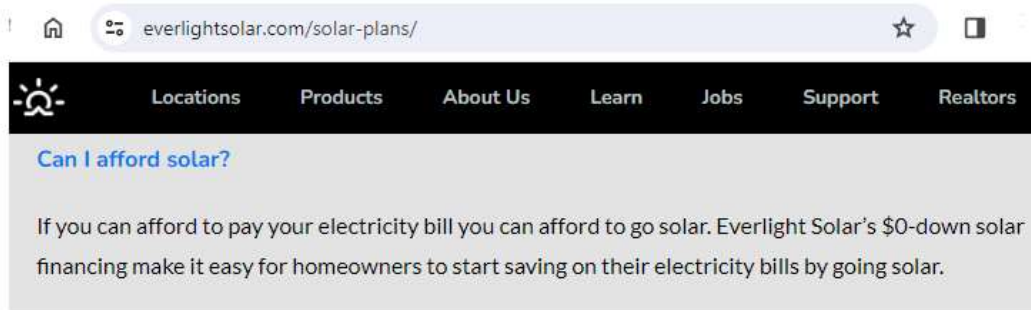 everlightsolar.com/solar-plans/
Locations Products About Us Learn Jobs Support Realtors
Can I afford solar?
If you can afford to pay your electricity bill you can afford to go solar. Everlight Solar's $0-down solar
financing make it easy for homeowners to start saving on their electricity bills by going solar.